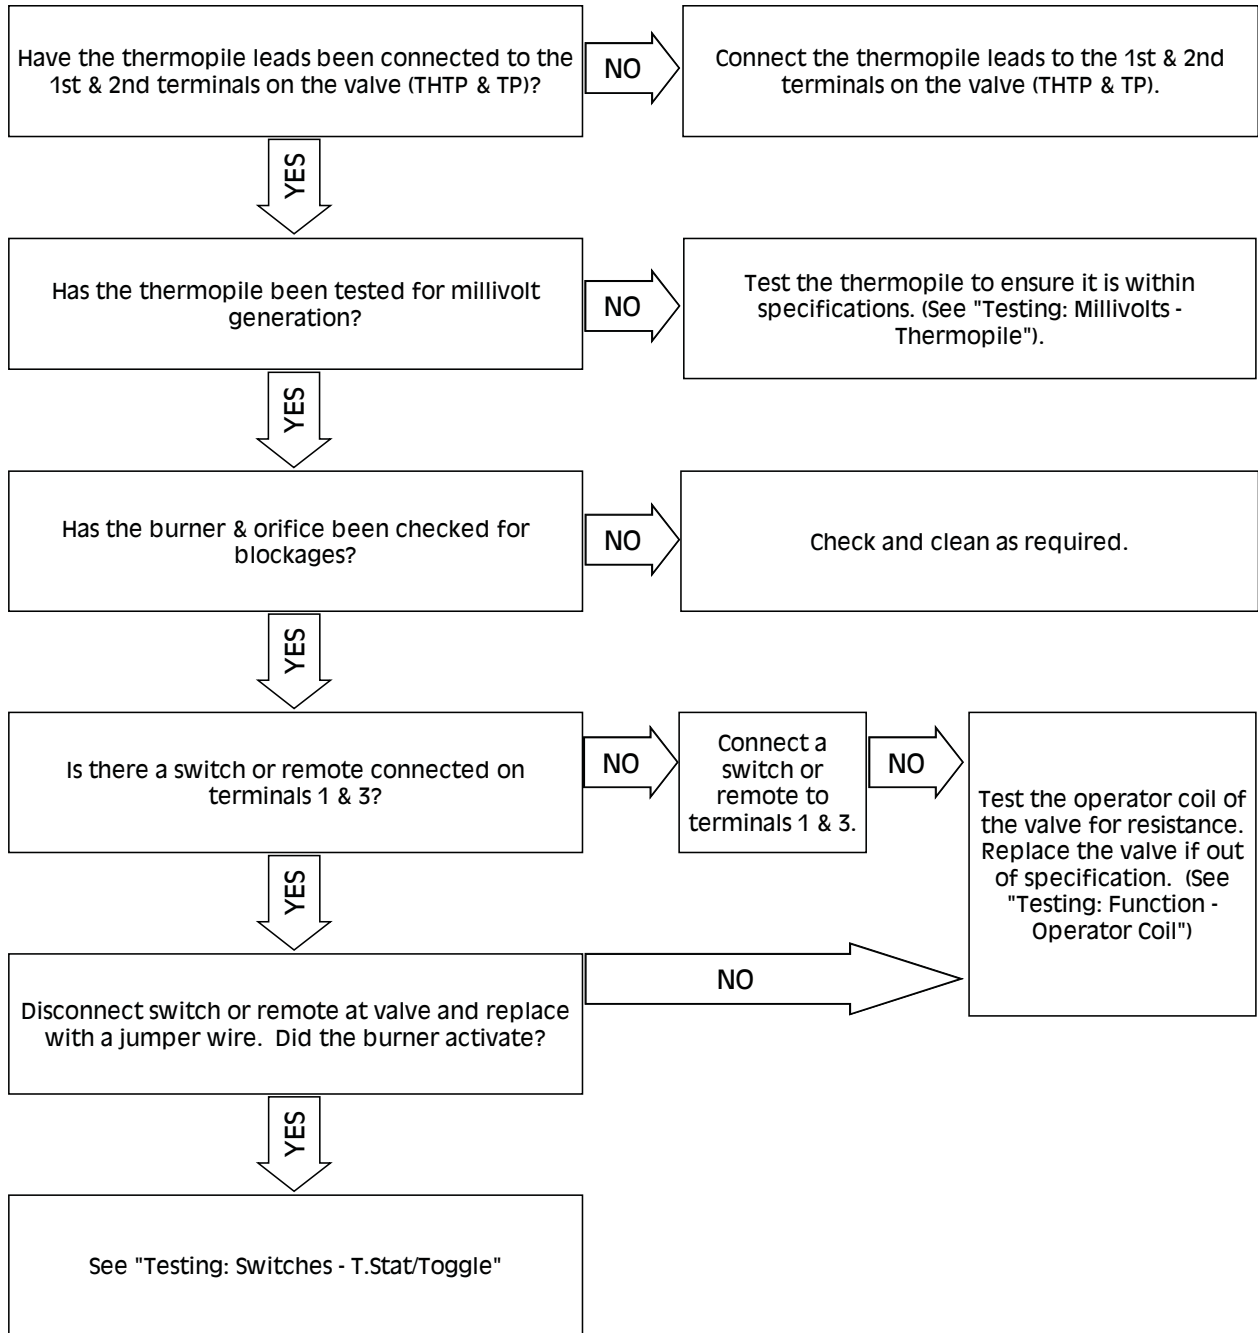 Have the thermopile leads been connected to the
1st & 2nd terminals on the valve (THTP & TP)?
NO
Connect the thermopile leads to the 1st & 2nd
terminals on the valve (THTP & TP).
YES
Has the thermopile been tested for millivolt
generation?
NO
Test the thermopile to ensure it is within
specifications. (See "Testing: Millivolts -
Thermopile").
YES
Has the burner & orifice been checked for
blockages?
NO
Check and clean as required.
YES
Is there a switch or remote connected on
terminals 1 & 3?
NO
Connect a
switch or
remote to
terminals 1 & 3.
NO
Test the operator coil of
the valve for resistance.
Replace the valve if out
of specification.  (See
"Testing: Function -
Operator Coil")
YES
Disconnect switch or remote at valve and replace
with a jumper wire.  Did the burner activate?
NO
YES
See "Testing: Switches - T.Stat/Toggle"